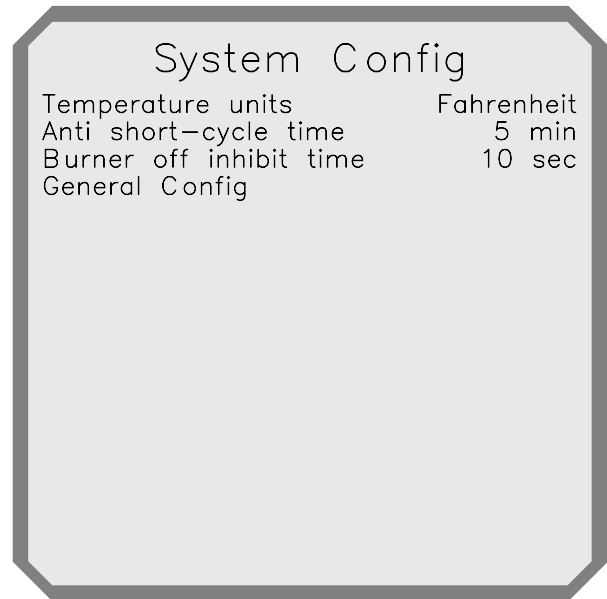 System Config
Temperature units Fahrenheit
Anti short-cycle time 5 min
Burner off inhibit time 10 sec
General Config